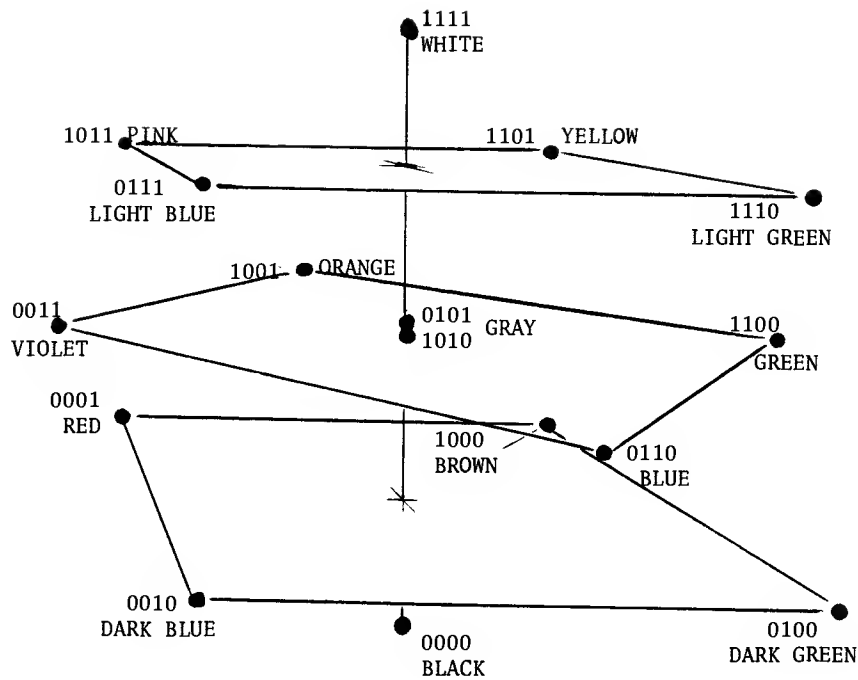 1111
WHITE
1011 PINK
1101 YELLOW
0111
LIGHT BLUE
1110
LIGHT GREEN
1001 ORANGE
0011
VIOLET
0101 GRAY
1010
1100
GREEN
0001
RED
1000
BROWN
0110
BLUE
0010
DARK BLUE
0000
BLACK
0100
DARK GREEN